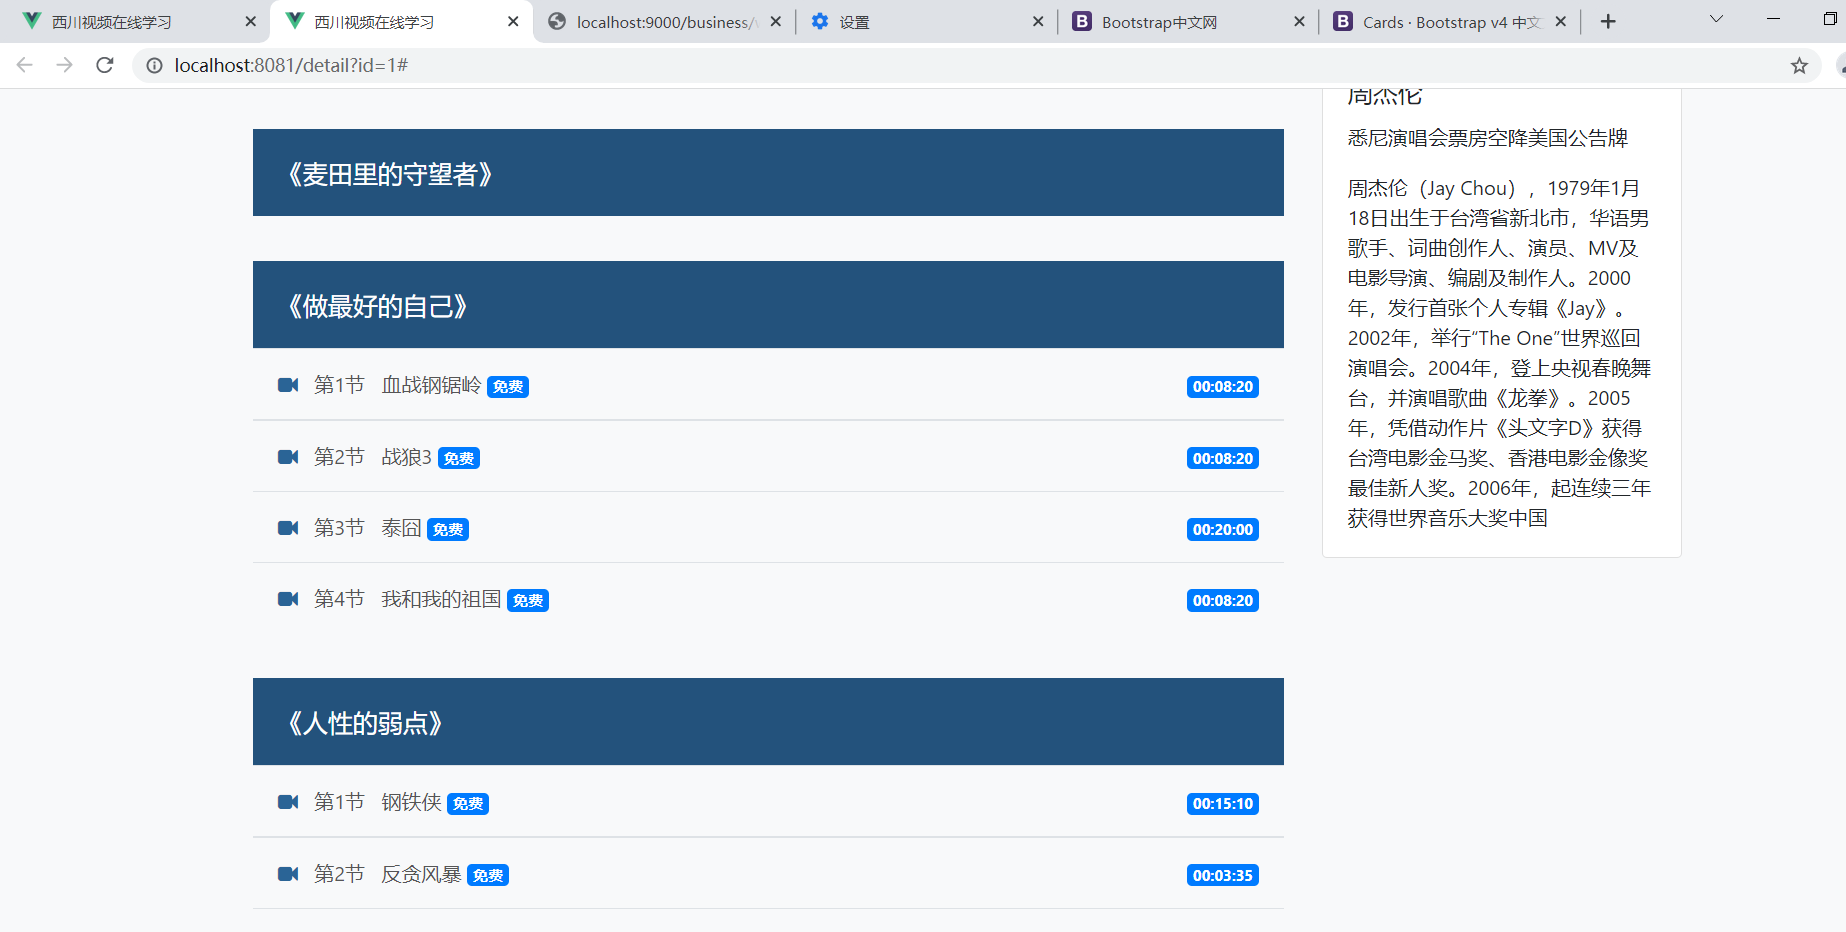 西川视频在线学习
西川视频在线学习
localhost:9000/business/
设置
Bootstrap中文网
Cards · Bootstrap v4 中文
localhost:8081/detail?id=1#
《麦田里的守望者》
《做最好的自己》
第1节 血战钢锯岭 免费 00:08:20
第2节 战狼3 免费 00:08:20
第3节 泰囧 免费 00:20:00
第4节 我和我的祖国 免费 00:08:20
《人性的弱点》
第1节 钢铁侠 免费 00:15:10
第2节 反贪风暴 免费 00:03:35
周杰伦
悉尼演唱会票房空降美国公告牌
周杰伦（Jay Chou），1979年1月
18日出生于台湾省新北市，华语男
歌手、词曲创作人、演员、MV及
电影导演、编剧及制作人。2000
年，发行首张个人专辑《Jay》。
2002年，举行“The One”世界巡回
演唱会。2004年，登上央视春晚舞
台，并演唱歌曲《龙拳》。2005
年，凭借动作片《头文字D》获得
台湾电影金马奖、香港电影金像奖
最佳新人奖。2006年，起连续三年
获得世界音乐大奖中国